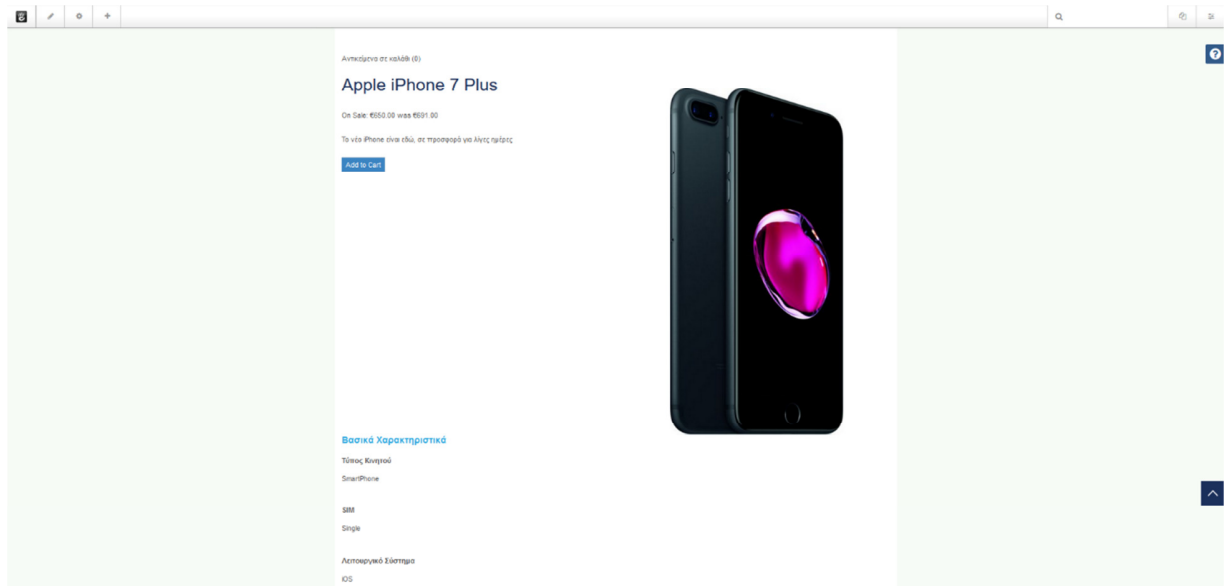 Αντικείμενα σε καλάθι (0)
Apple iPhone 7 Plus
On Sale: €650.00 was €691.00
Το νέο iPhone είναι εδώ, σε προσφορά για λίγες ημέρες
Add to Cart
Βασικά Χαρακτηριστικά
Τύπος Κινητού
SmartPhone
SIM
Single
Λειτουργικό Σύστημα
iOS